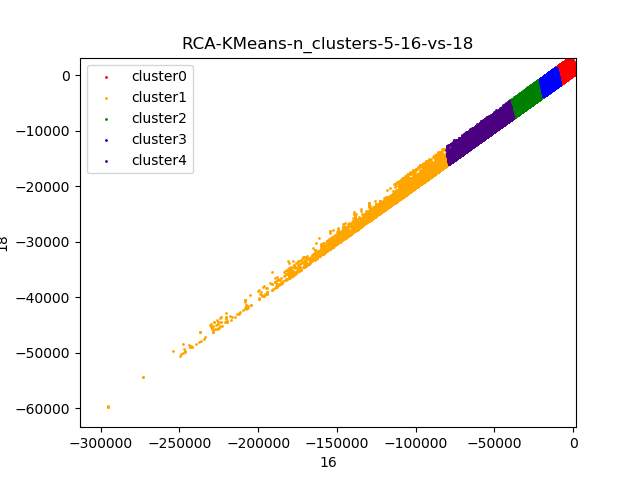 RCA-KMeans-n_clusters-5-16-vs-18
cluster0
cluster1
cluster2
cluster3
cluster4
0
−10000
−20000
−30000
−40000
−50000
−60000
18
−300000 −250000 −200000 −150000 −100000 −50000 0
16